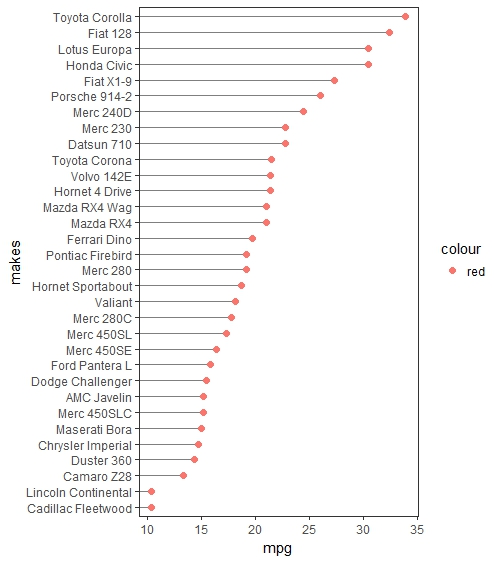 Toyota Corolla
Fiat 128
Lotus Europa
Honda Civic
Fiat X1-9
Porsche 914-2
Merc 240D
Merc 230
Datsun 710
Toyota Corona
Volvo 142E
Hornet 4 Drive
Mazda RX4 Wag
Mazda RX4
Ferrari Dino
Pontiac Firebird
Merc 280
Hornet Sportabout
Valiant
Merc 280C
Merc 450SL
Merc 450SE
Ford Pantera L
Dodge Challenger
AMC Javelin
Merc 450SLC
Maserati Bora
Chrysler Imperial
Duster 360
Camaro Z28
Lincoln Continental
Cadillac Fleetwood
makes
10 15 20 25 30 35
mpg
colour
red